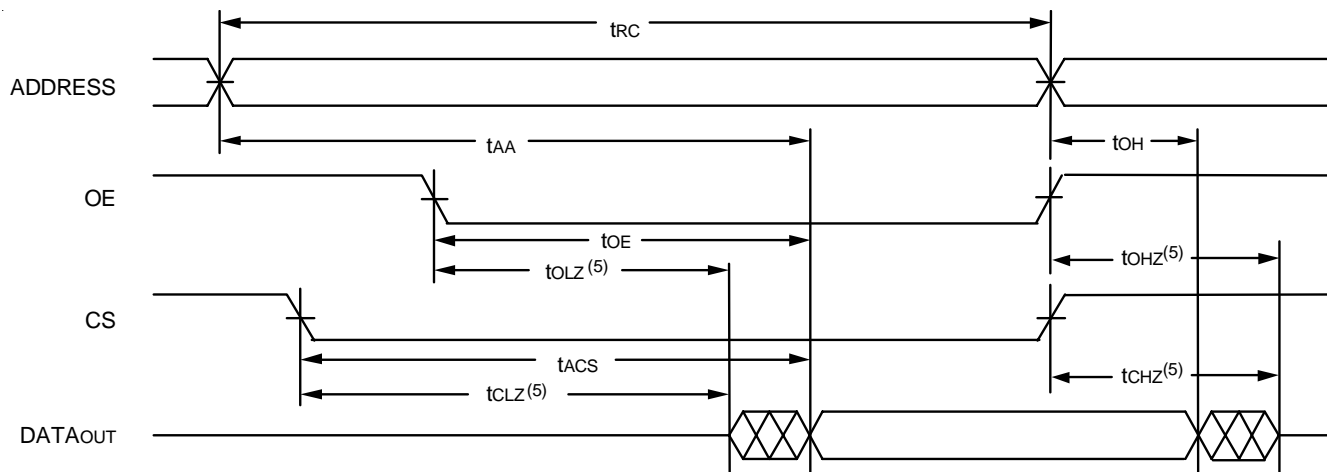 tRC
ADDRESS
tAA
tOH
OE
tOE
tOLZ (5)
tOHZ(5)
CS
tACS
tCLZ(5)
tCHZ(5)
DATAOUT